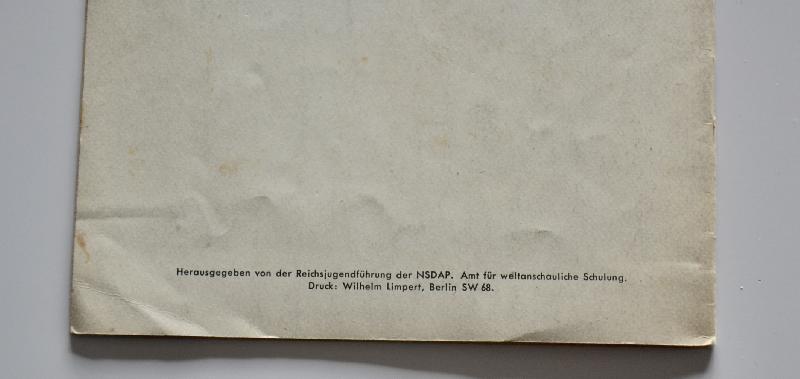 Herausgegeben von der Reichsjugendführung der NSDAP. Amt für weltanschauliche Schulung.
Druck: Wilhelm Limpert, Berlin SW 68.